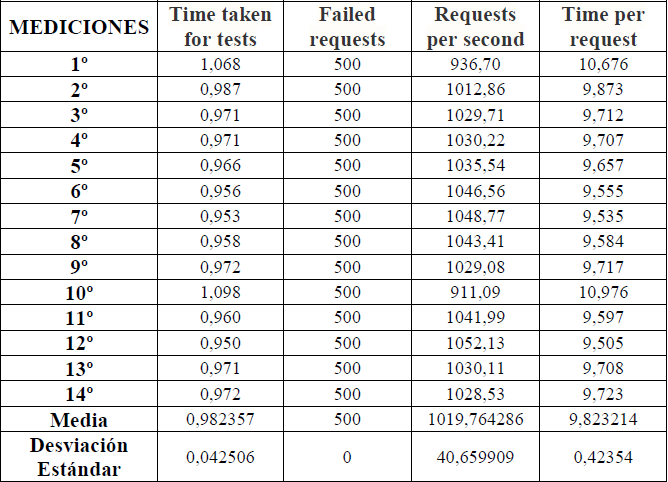 MEDICIONES Time taken for tests Failed requests Requests per second Time per request
1º 1,068 500 936,70 10,676
2º 0,987 500 1012,86 9,873
3º 0,971 500 1029,71 9,712
4º 0,971 500 1030,22 9,707
5º 0,966 500 1035,54 9,657
6º 0,956 500 1046,56 9,555
7º 0,953 500 1048,77 9,535
8º 0,958 500 1043,41 9,584
9º 0,972 500 1029,08 9,717
10º 1,098 500 911,09 10,976
11º 0,960 500 1041,99 9,597
12º 0,950 500 1052,13 9,505
13º 0,971 500 1030,11 9,708
14º 0,972 500 1028,53 9,723
Media 0,982357 500 1019,764286 9,823214
Desviación Estándar 0,042506 0 40,659909 0,42354